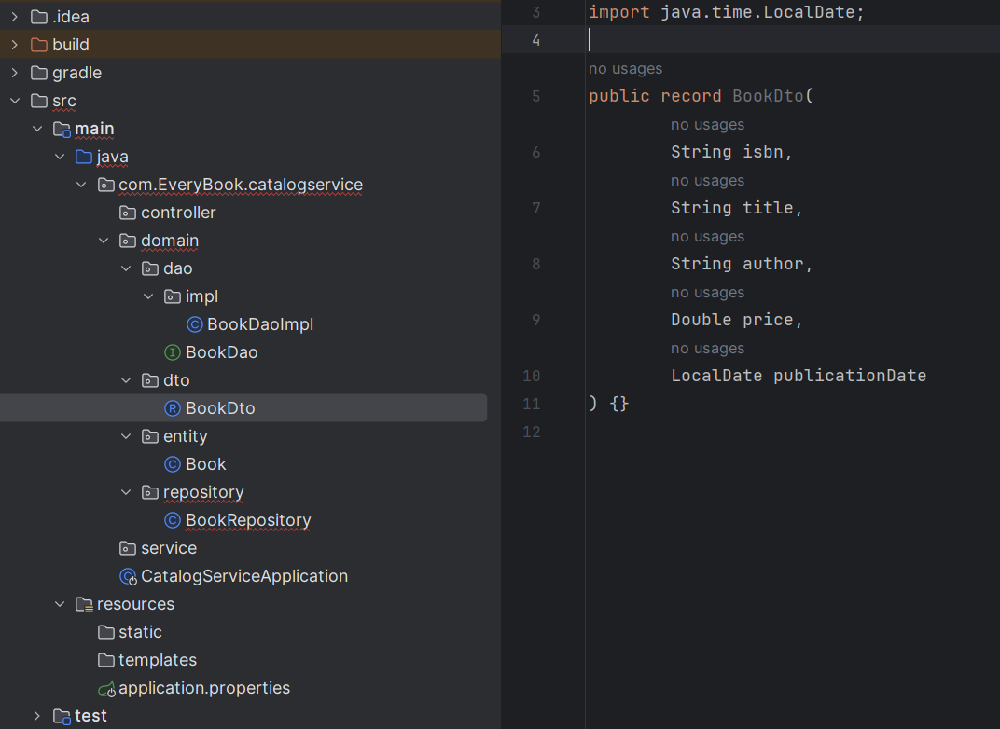 .idea
build
gradle
src
main
java
com.EveryBook.catalogservice
controller
domain
dao
impl
BookDaoImpl
BookDao
dto
BookDto
entity
Book
repository
BookRepository
service
CatalogServiceApplication
resources
static
templates
application.properties
test
3 import java.time.LocalDate;
4
no usages
5 public record BookDto(
no usages
6 String isbn,
no usages
7 String title,
no usages
8 String author,
no usages
9 Double price,
no usages
10 LocalDate publicationDate
11 ) {}
12